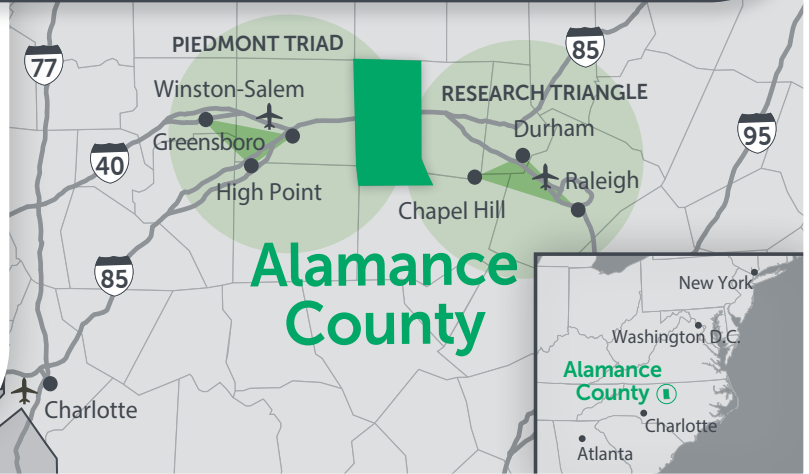 PIEDMONT TRIAD
85
77
Winston-Salem
RESEARCH TRIANGLE
Durham
95
Greensboro
40
Raleigh
High Point
Chapel Hill
Alamance
County
85
New York
Washington D.C.
Alamance
County
Charlotte
Charlotte
Atlanta